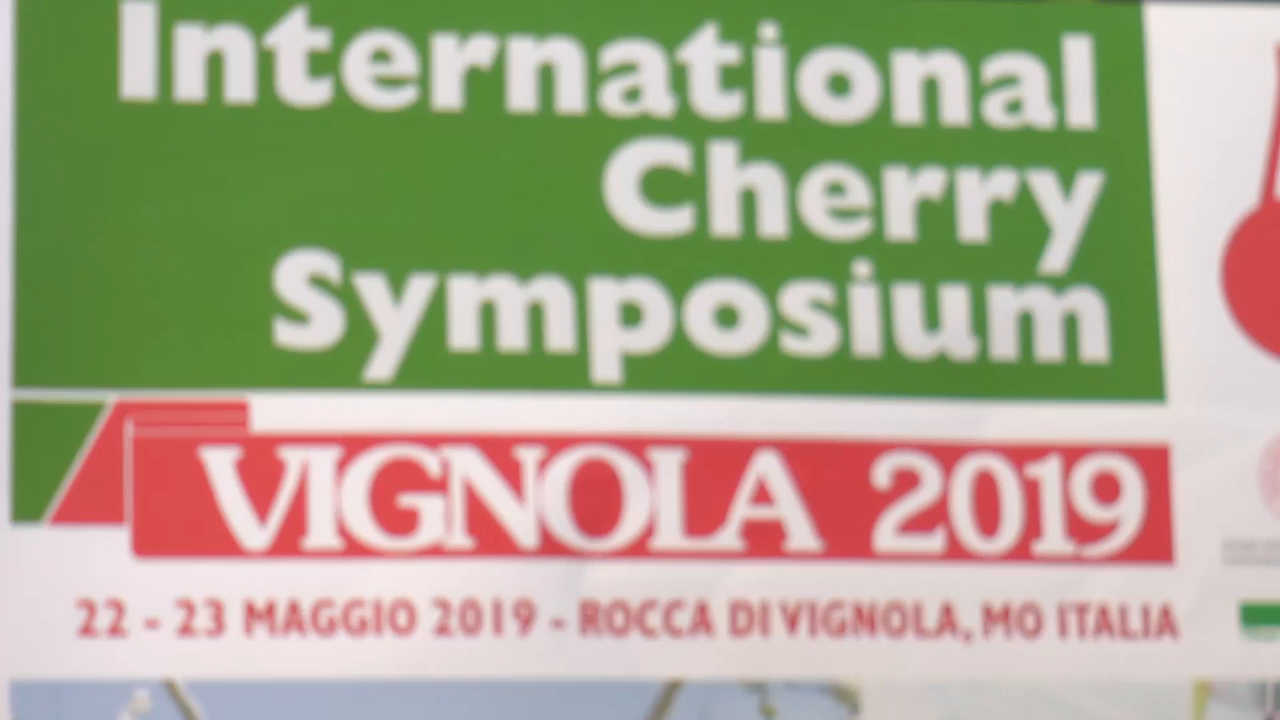 International
Cherry
Symposium
VIGNOLA 2019
22 - 23 MAGGIO 2019 - ROCCA DI VIGNOLA, MO ITALIA